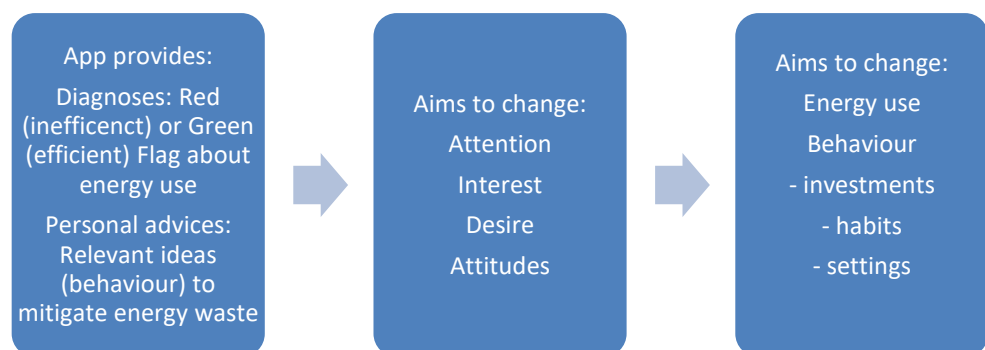 App provides:
Diagnoses: Red
(inefficenct) or Green
(efficient) Flag about
energy use
Personal advices:
Relevant ideas
(behaviour) to
mitigate energy waste
Aims to change:
Attention
Interest
Desire
Attitudes
Aims to change:
Energy use
Behaviour
- investments
- habits
- settings